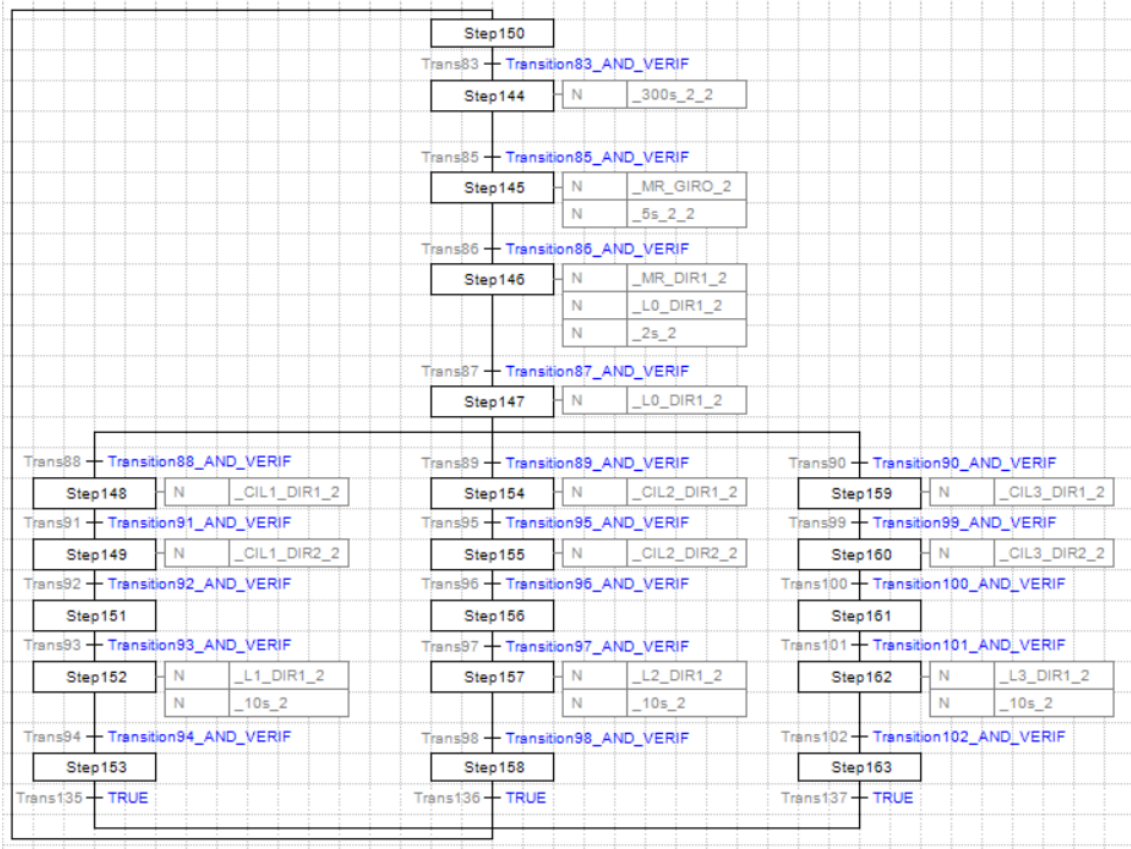 Step150
Trans83 Transition83_AND_VERIF
Step144 N _300s_2_2
Trans85 Transition85_AND_VERIF
Step145 N _MR_GIRO_2
N _5s_2_2
Trans86 Transition86_AND_VERIF
Step146 N _MR_DIR1_2
N _L0_DIR1_2
N _2s_2
Trans87 Transition87_AND_VERIF
Step147 N _L0_DIR1_2
Trans88 Transition88_AND_VERIF Trans89 Transition89_AND_VERIF Trans90 Transition90_AND_VERIF
Step148 N _CIL1_DIR1_2 Step154 N _CIL2_DIR1_2 Step159 N _CIL3_DIR1_2
Trans91 Transition91_AND_VERIF Trans95 Transition95_AND_VERIF Trans99 Transition99_AND_VERIF
Step149 N _CIL1_DIR2_2 Step155 N _CIL2_DIR2_2 Step160 N _CIL3_DIR2_2
Trans92 Transition92_AND_VERIF Trans96 Transition96_AND_VERIF Trans100 Transition100_AND_VERIF
Step151 Step156 Step161
Trans93 Transition93_AND_VERIF Trans97 Transition97_AND_VERIF Trans101 Transition101_AND_VERIF
Step152 N _L1_DIR1_2 Step157 N _L2_DIR1_2 Step162 N _L3_DIR1_2
N _10s_2 N _10s_2 N _10s_2
Trans94 Transition94_AND_VERIF Trans98 Transition98_AND_VERIF Trans102 Transition102_AND_VERIF
Step153 Step158 Step163
Trans135 TRUE Trans136 TRUE Trans137 TRUE